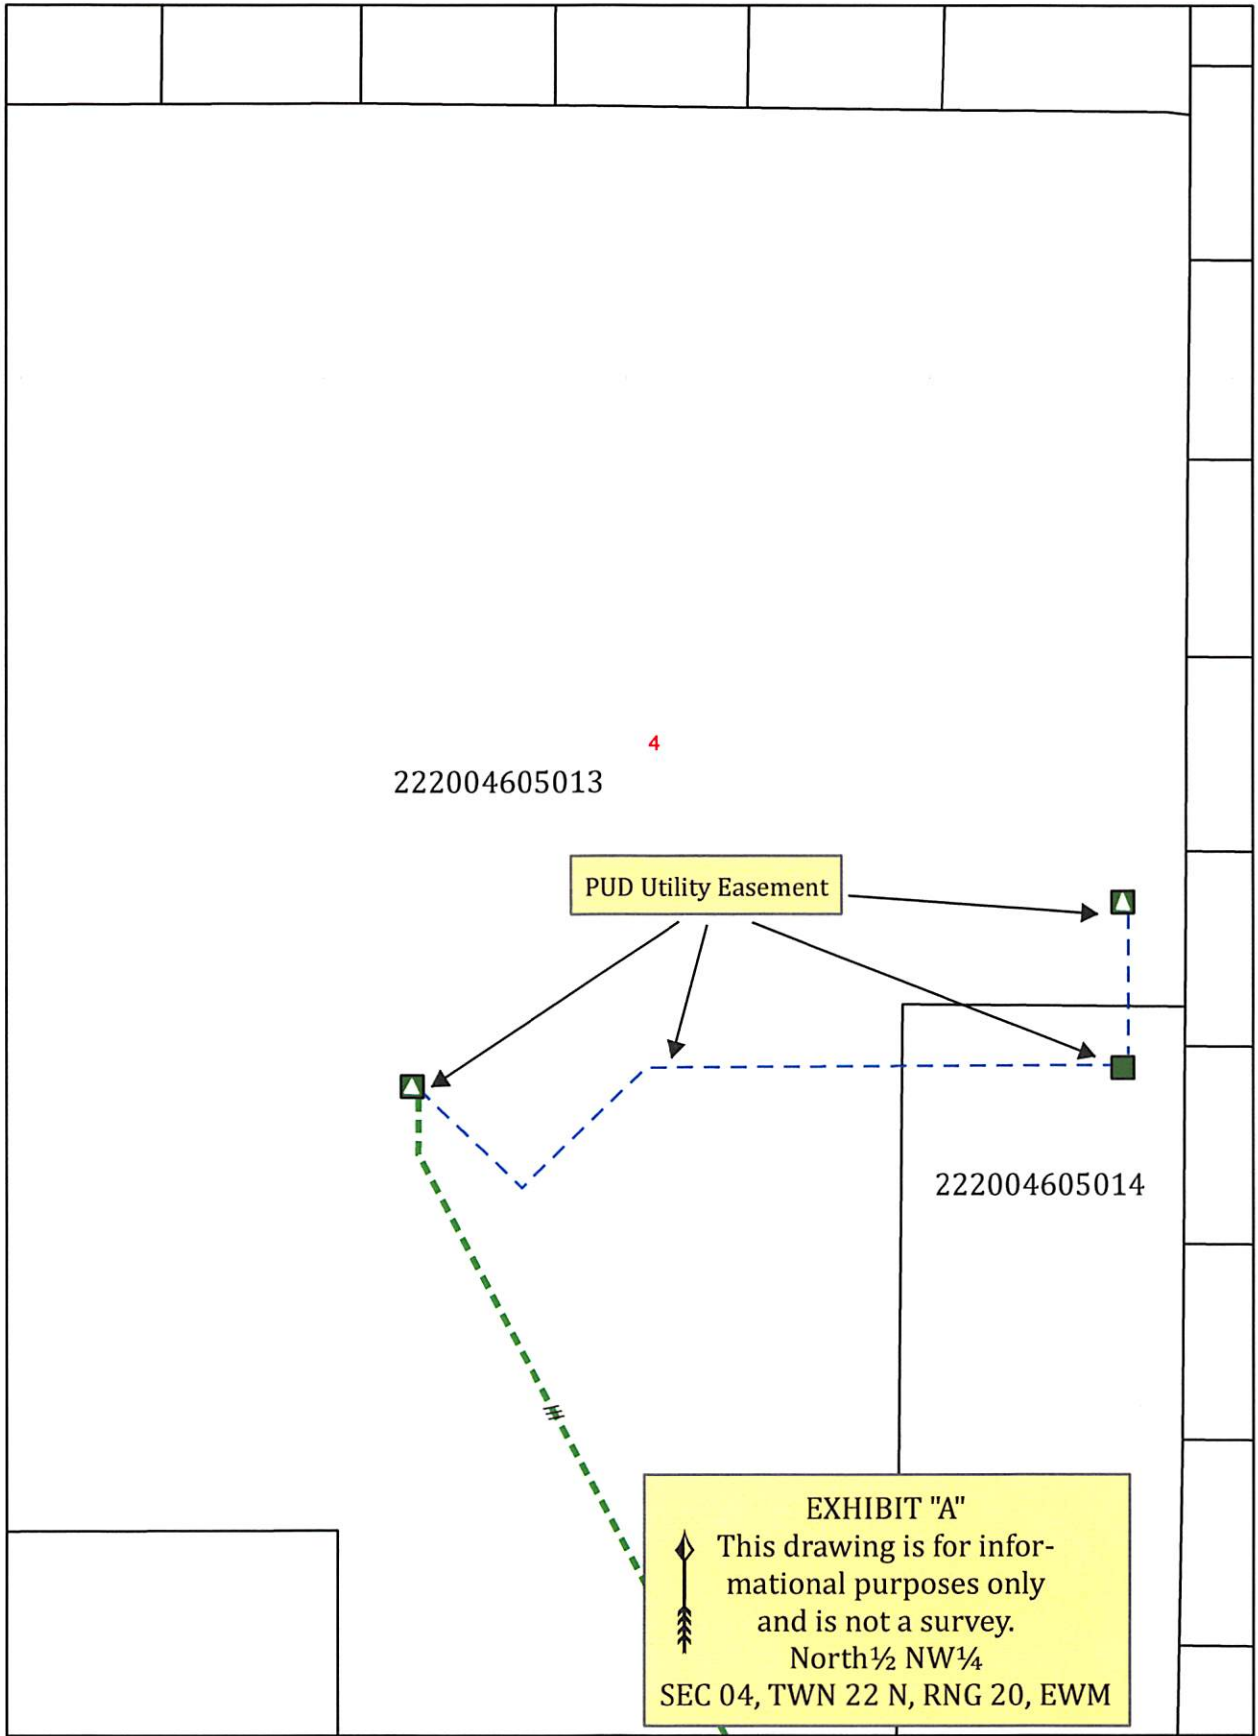 4
222004605013
PUD Utility Easement
222004605014
EXHIBIT "A"
This drawing is for infor-
mational purposes only
and is not a survey.
North½ NW¼
SEC 04, TWN 22 N, RNG 20, EWM